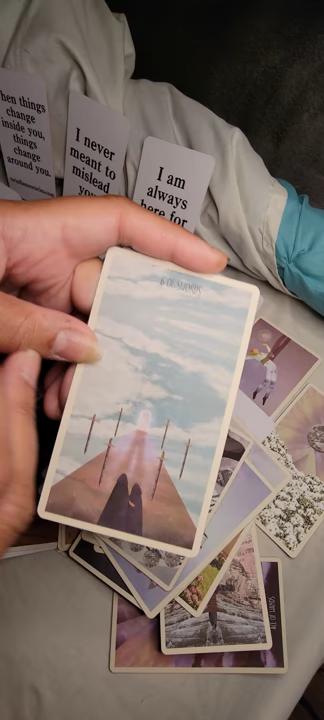 hen things
change
inside you,
things
change
around you.
I never
meant to
mislead
I am
always
here for
6 OF SWORDS